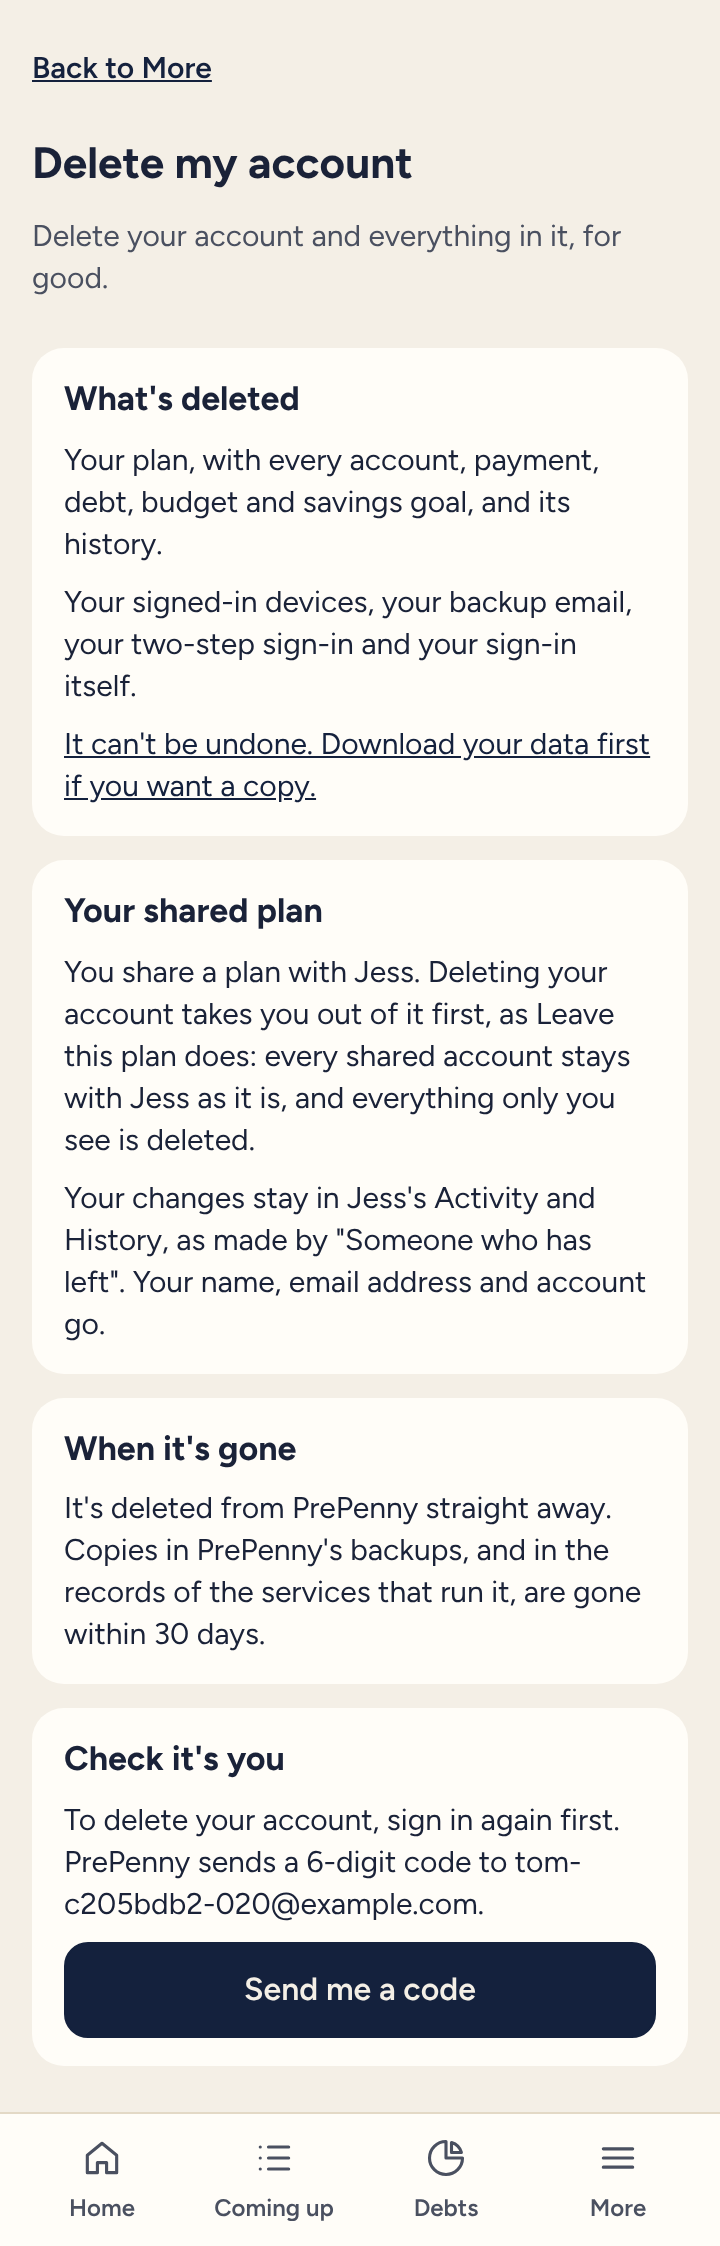 Back to More
Delete my account
Delete your account and everything in it, for
good.
What's deleted
Your plan, with every account, payment,
debt, budget and savings goal, and its
history.
Your signed-in devices, your backup email,
your two-step sign-in and your sign-in
itself.
It can't be undone. Download your data first
if you want a copy.
Your shared plan
You share a plan with Jess. Deleting your
account takes you out of it first, as Leave
this plan does: every shared account stays
with Jess as it is, and everything only you
see is deleted.
Your changes stay in Jess's Activity and
History, as made by "Someone who has
left". Your name, email address and account
go.
When it's gone
It's deleted from PrePenny straight away.
Copies in PrePenny's backups, and in the
records of the services that run it, are gone
within 30 days.
Check it's you
To delete your account, sign in again first.
PrePenny sends a 6-digit code to tom-
c205bdb2-020@example.com.
Send me a code
Home
Coming up
Debts
More